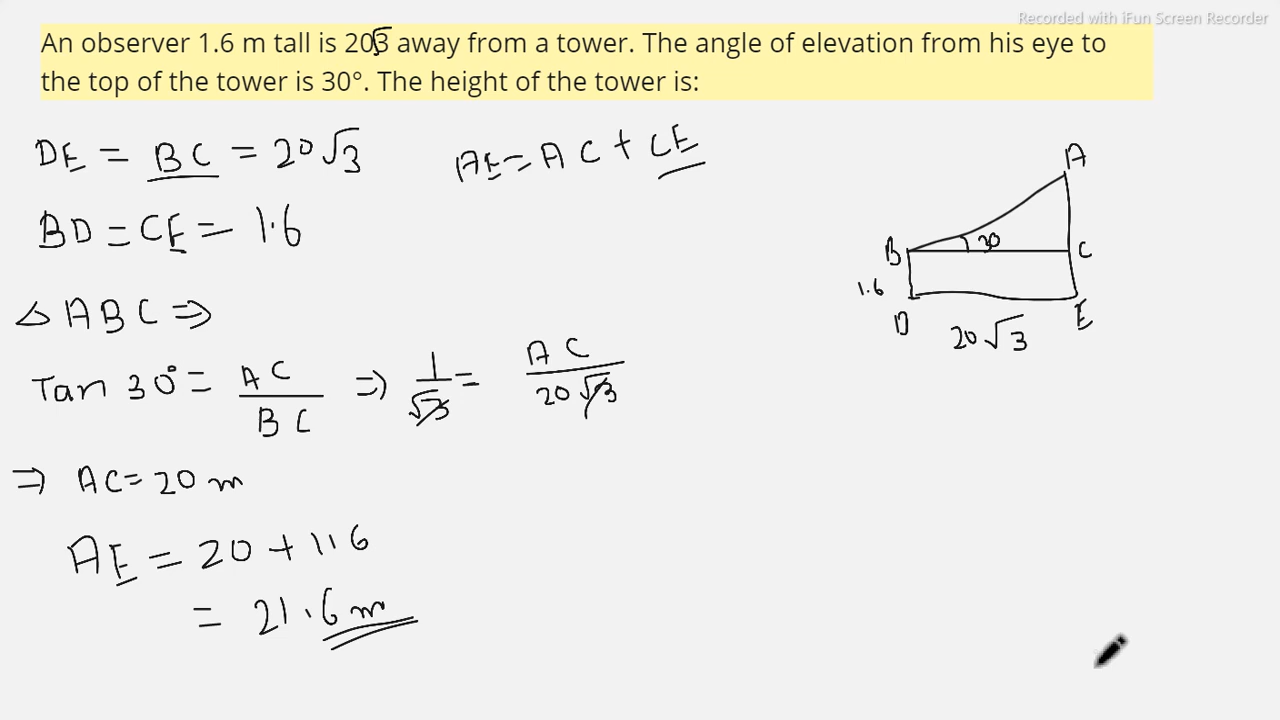 Recorded with iFun Screen Recorder
An observer 1.6 m tall is 20√3 away from a tower. The angle of elevation from his eye to
the top of the tower is 30°. The height of the tower is:
DE = BC = 20√3
AE = AC + CE
BD = CE = 1.6
△ ABC ⇒
Tan 30° = AC/BC ⇒ 1/√3 = AC/20√3
⇒ AC = 20 m
AE = 20 + 1.6
= 21.6 m
A
B 30 C
1.6
D 20√3 E